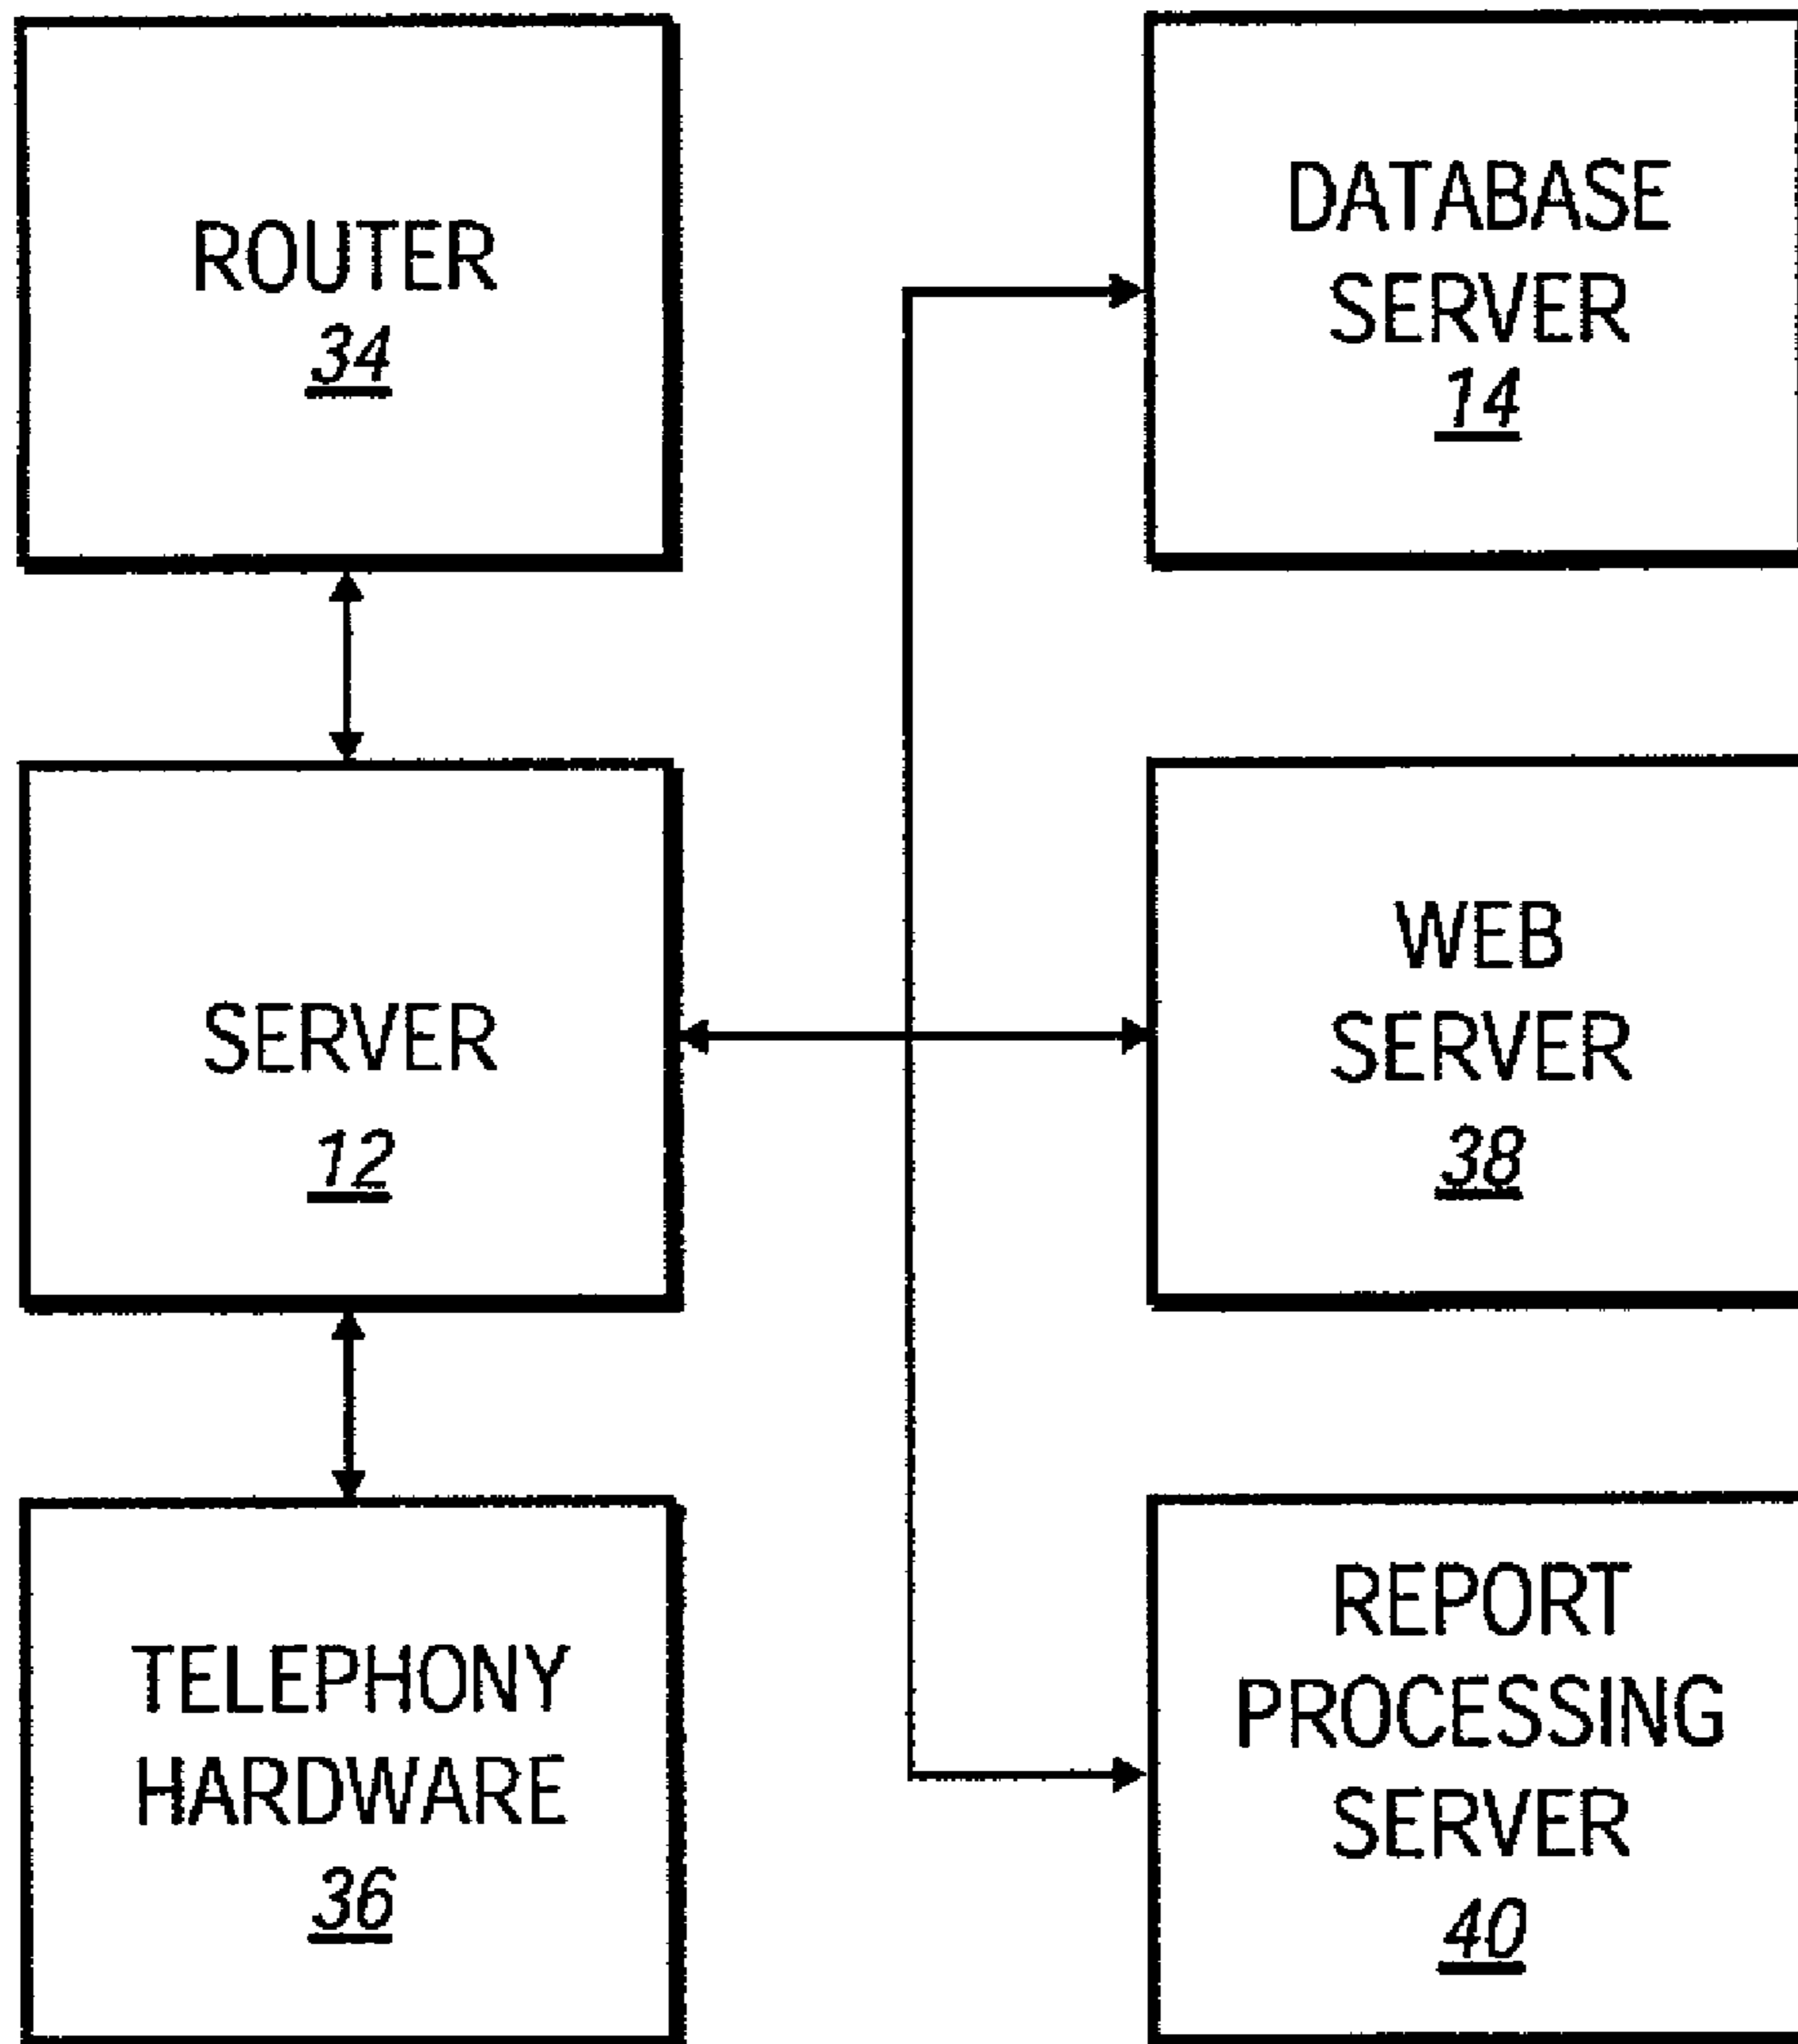 ROUTER
34
DATABASE
SERVER
14
SERVER
12
WEB
SERVER
38
TELEPHONY
HARDWARE
36
REPORT
PROCESSING
SERVER
40